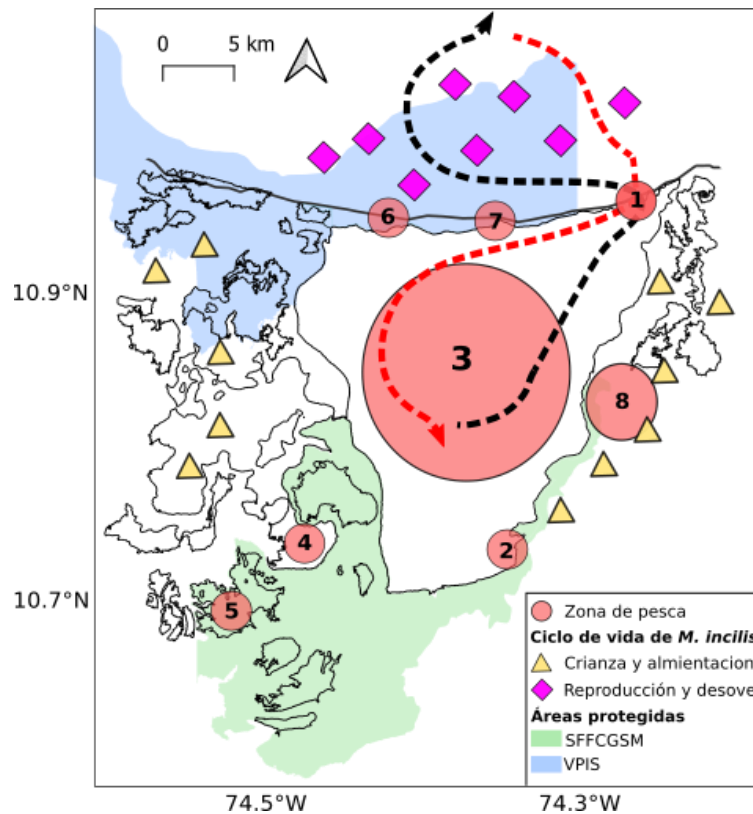 0 5 km
1
6
7
10.9°N
3
8
4
2
5
10.7°N
Zona de pesca
Ciclo de vida de M. incilis
Crianza y almientacion
Reproducción y desove
Áreas protegidas
SFFCGSM
VPIS
74.5°W 74.3°W